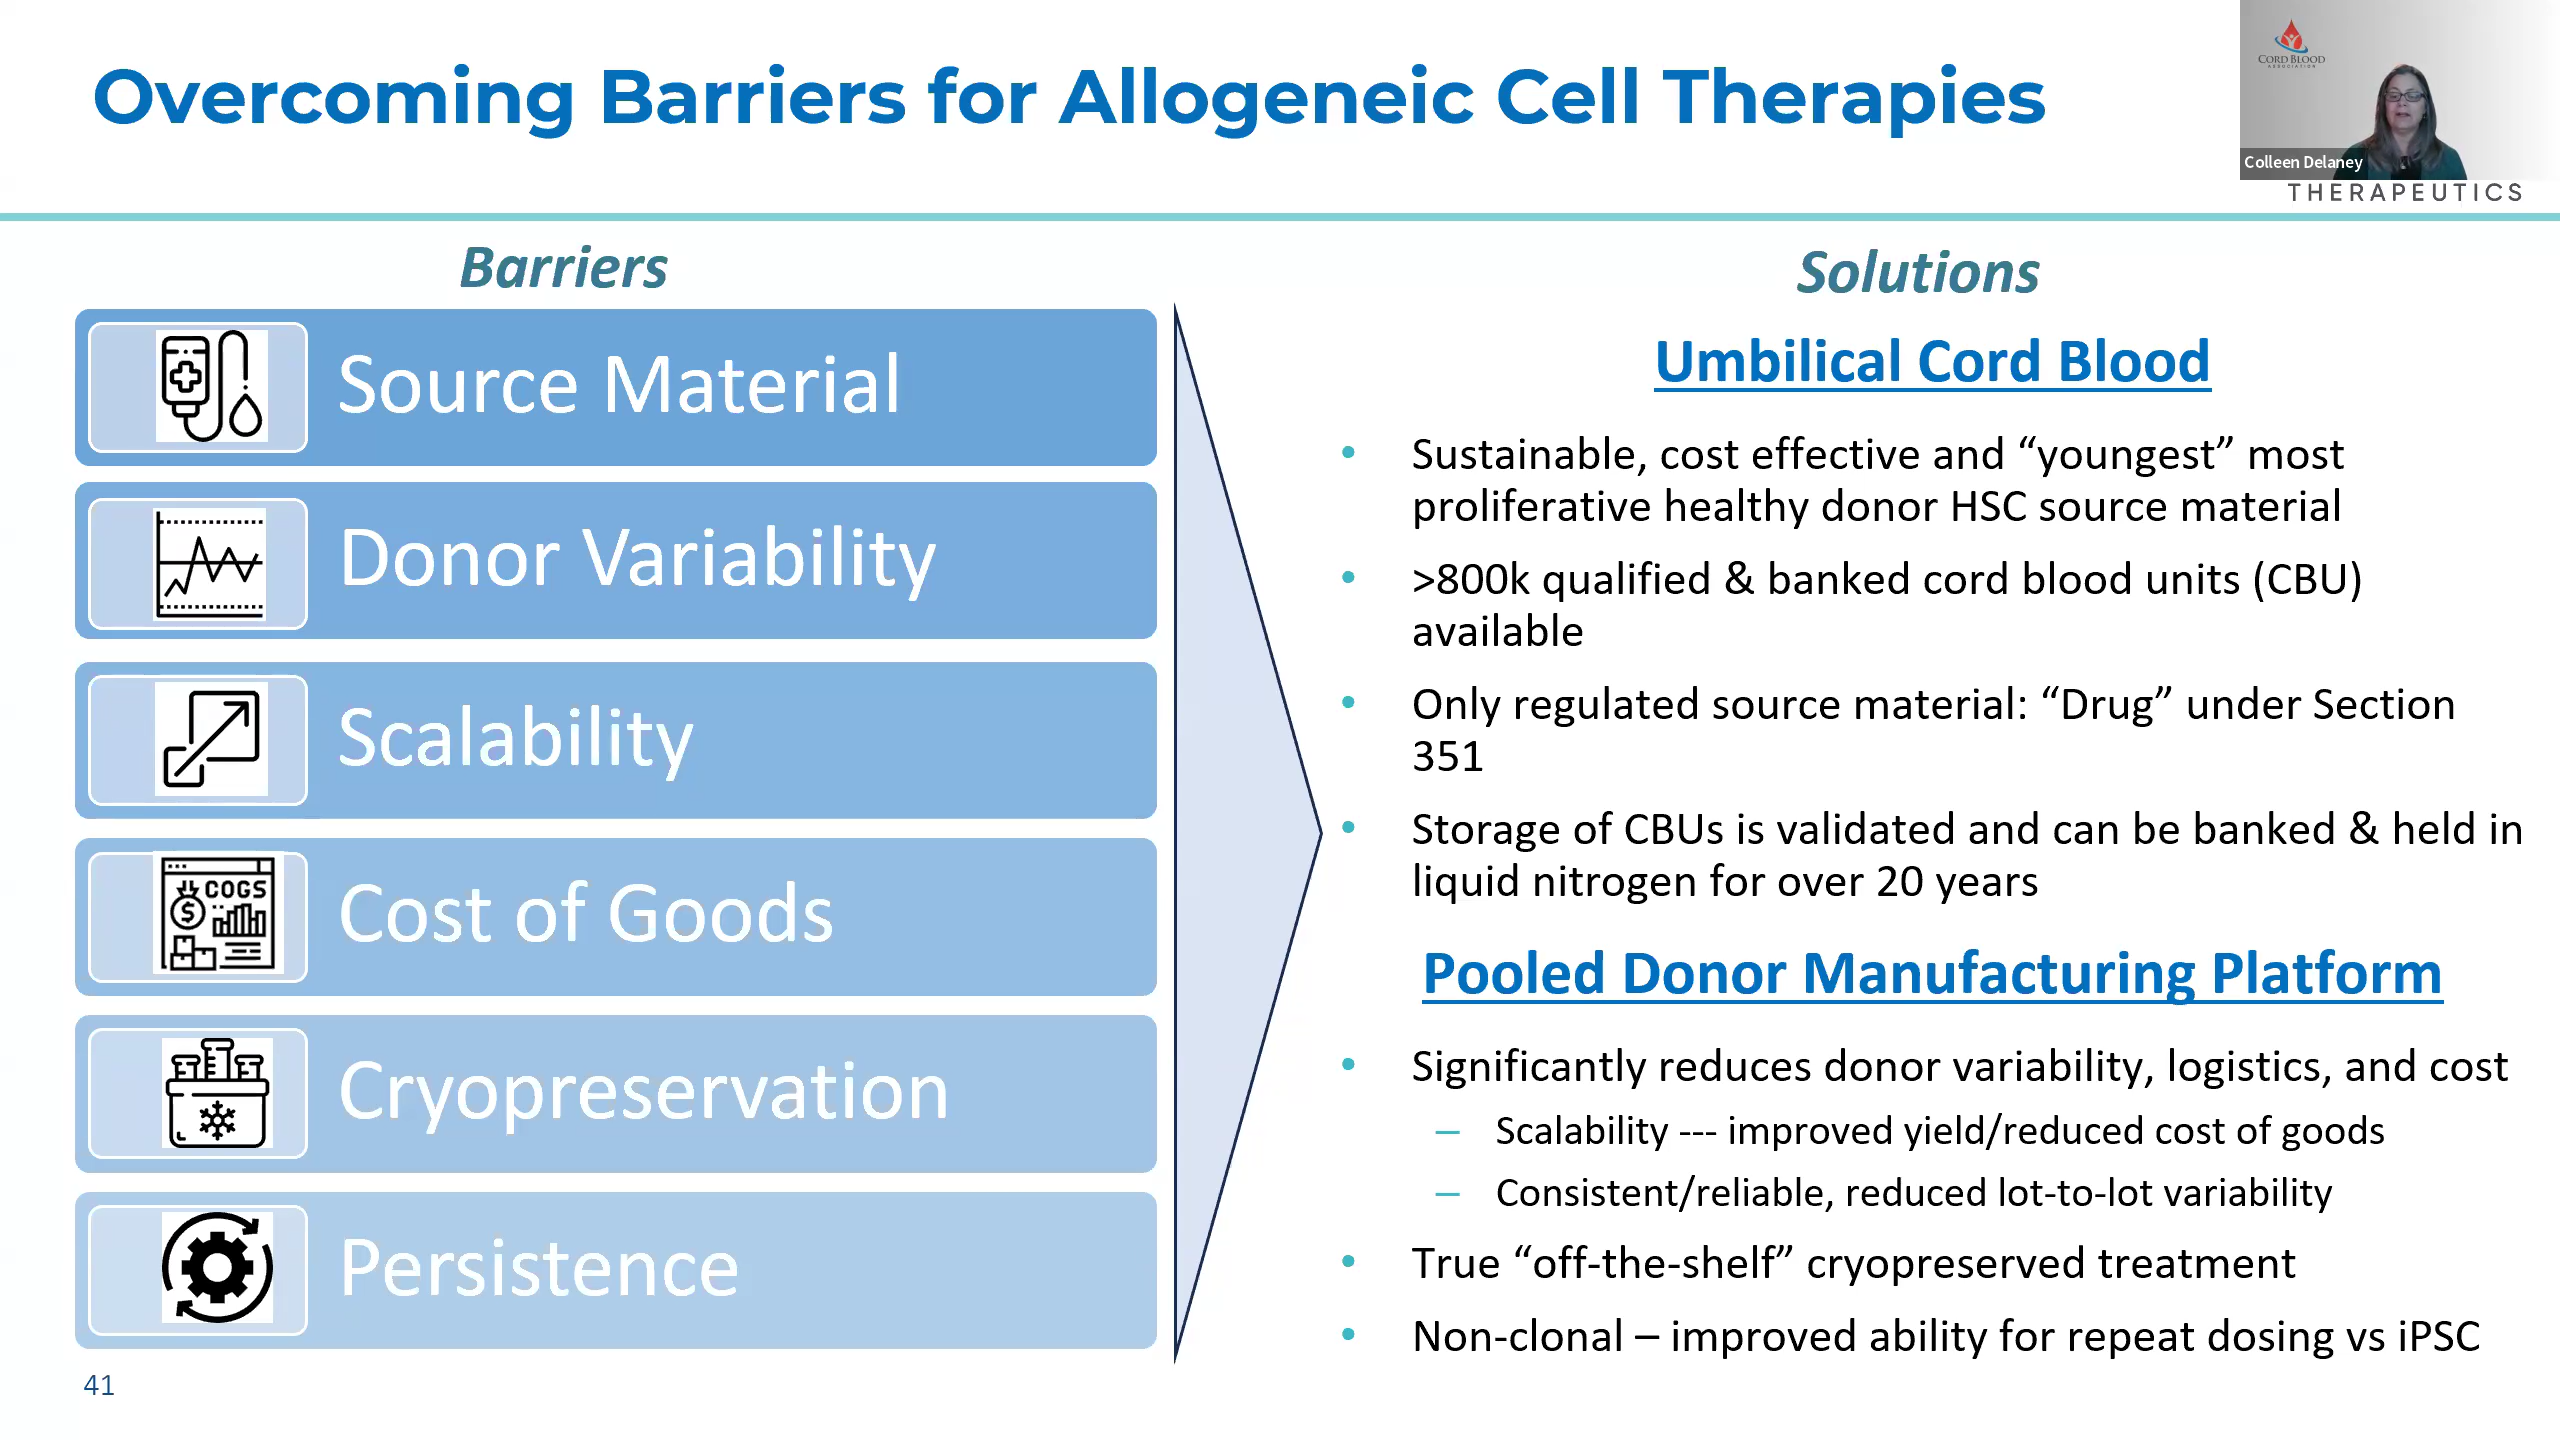 Overcoming Barriers for Allogeneic Cell Therapies
CORD BLOOD
ASSOCIATION
Colleen Delaney
THERAPEUTICS
Barriers
Source Material
Donor Variability
Scalability
COGS
$
Cost of Goods
Cryopreservation
Persistence
Solutions
Umbilical Cord Blood
• Sustainable, cost effective and “youngest” most
proliferative healthy donor HSC source material
• >800k qualified & banked cord blood units (CBU)
available
• Only regulated source material: “Drug” under Section
351
• Storage of CBUs is validated and can be banked & held in
liquid nitrogen for over 20 years
Pooled Donor Manufacturing Platform
• Significantly reduces donor variability, logistics, and cost
– Scalability --- improved yield/reduced cost of goods
– Consistent/reliable, reduced lot-to-lot variability
• True “off-the-shelf” cryopreserved treatment
• Non-clonal – improved ability for repeat dosing vs iPSC
41